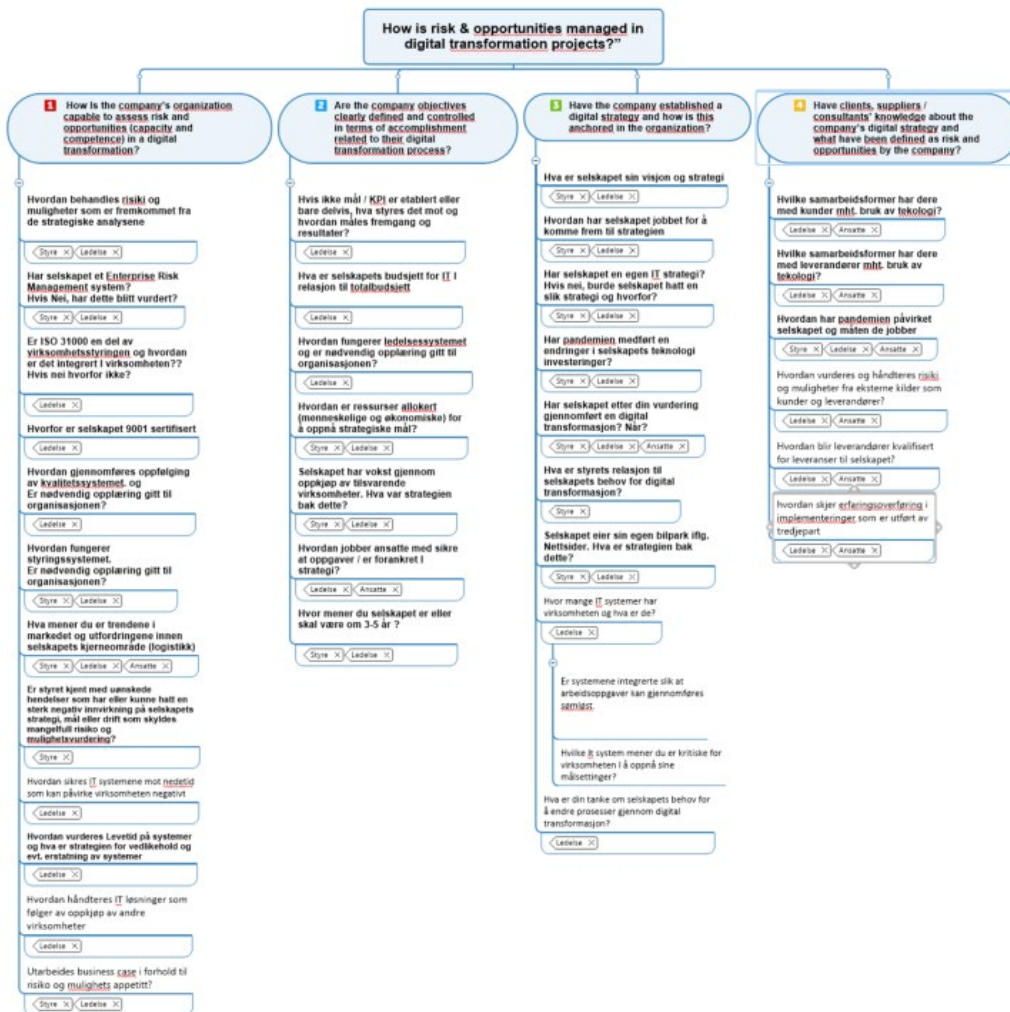 How is risk & opportunities managed in
digital transformation projects?”
1 How Is the company's organization
capable to assess risk and
opportunities (capacity and
competence) in a digital
transformation?
Hvordan behandles risiki og
muligheter som er fremkommet fra
de strategiske analysene
Styre Ledelse
Har selskapet et Enterprise Risk
Management system?
Hvis Nei, har dette blitt vurdert?
Styre Ledelse
Er ISO 31000 en del av
virksomhetsstyringen og hvordan
er det integrert I virksomheten??
Hvis nei hvorfor ikke?
Ledelse
Hvorfor er selskapet 9001 sertifisert
Ledelse
Hvordan gjennomføres oppfølging
av kvalitetssystemet. og
Er nødvendig opplæring gitt til
organisasjonen?
Ledelse
Hvordan fungerer
styringssystemet.
Er nødvendig opplæring gitt til
organisasjonen?
Styre Ledelse
Hva mener du er trendene i
markedet og utfordringene innen
selskapets kjerneområde (logistikk)
Styre Ledelse Ansatte
Er styret kjent med uønskede
hendelser som har eller kunne hatt en
sterk negativ innvirkning på selskapets
strategi, mål eller drift som skyldes
mangelfull risiko og
mulighetsvurdering?
Styre
Hvordan sikres IT systemene mot nedetid
som kan påvirke virksomheten negativt
Ledelse
Hvordan vurderes Levetid på systemer
og hva er strategien for vedlikehold og
evt. erstatning av systemer
Ledelse
Hvordan håndteres IT løsninger som
følger av oppkjøp av andre
virksomheter
Ledelse
Utarbeides business case i forhold til
risiko og mulighets appetitt?
Styre Ledelse
2 Are the company objectives
clearly defined and controlled
in terms of accomplishment
related to their digital
transformation process?
Hvis ikke mål / KPI er etablert eller
bare delvis, hva styres det mot og
hvordan måles fremgang og
resultater?
Styre Ledelse
Hva er selskapets budsjett for IT I
relasjon til totalbudsjett
Ledelse
Hvordan fungerer ledelsessystemet
og er nødvendig opplæring gitt til
organisasjonen?
Ledelse
Hvordan er ressurser allokert
(menneskelige og økonomiske) for
å oppnå strategiske mål?
Styre Ledelse
Selskapet har vokst gjennom
oppkjøp av tilsvarende
virksomheter. Hva var strategien
bak dette?
Styre Ledelse
Hvordan jobber ansatte med sikre
at oppgaver / er forankret I
strategi?
Ledelse Ansatte
Hvor mener du selskapet er eller
skal være om 3-5 år ?
Styre Ledelse
3 Have the company established a
digital strategy and how is this
anchored in the organization?
Hva er selskapet sin visjon og strategi
Styre Ledelse
Hvordan har selskapet jobbet for å
komme frem til strategien
Styre Ledelse
Har selskapet en egen IT strategi?
Hvis nei, burde selskapet hatt en
slik strategi og hvorfor?
Styre Ledelse
Har pandemien medført en
endringer i selskapets teknologi
investeringer?
Styre Ledelse
Har selskapet etter din vurdering
gjennomført en digital
transformasjon? Når?
Styre Ledelse Ansatte
Hva er styrets relasjon til
selskapets behov for digital
transformasjon?
Styre
Selskapet eier sin egen bilpark iflg.
Nettsider. Hva er strategien bak
dette?
Styre Ledelse
Hvor mange IT systemer har
virksomheten og hva er de?
Ledelse
Er systemene integrerte slik at
arbeidsoppgaver kan gjennomføres
sømløst.
Hvilke It system mener du er kritiske for
virksomheten I å oppnå sine
målsettinger?
Hva er din tanke om selskapets behov for
å endre prosesser gjennom digital
transformasjon?
Ledelse
4 Have clients, suppliers /
consultants' knowledge about the
company's digital strategy and
what have been defined as risk and
opportunities by the company?
Hvilke samarbeidsformer har dere
med kunder mht. bruk av tekologi?
Ledelse Ansatte
Hvilke samarbeidsformer har dere
med leverandører mht. bruk av
tekologi?
Ledelse Ansatte
Hvordan har pandemien påvirket
selskapet og måten de jobber
Styre Ledelse Ansatte
Hvordan vurderes og håndteres risiki
og muligheter fra eksterne kilder som
kunder og leverandører?
Ledelse Ansatte
Hvordan blir leverandører kvalifisert
for leveranser til selskapet?
Ledelse Ansatte
hvordan skjer erfaringsoverføring i
implementeringer som er utført av
tredjepart
Ledelse Ansatte